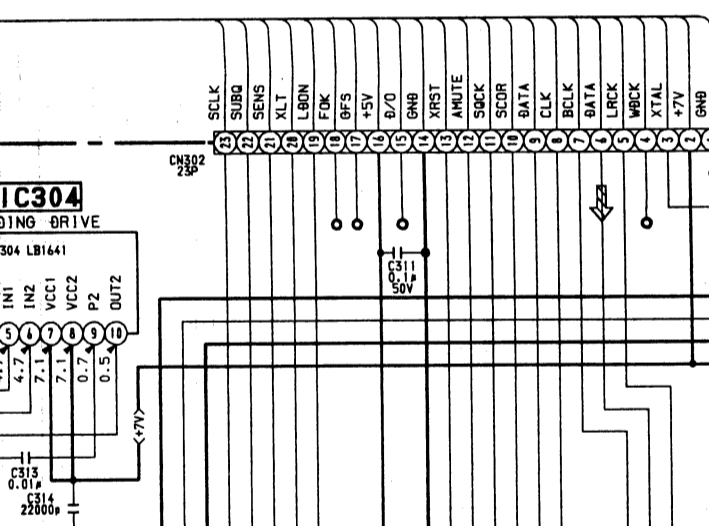 SCLK
SUBQ
SENS
XLT
L0ON
FOK
GFS
+5V
D/O
GND
XRST
AMUTE
SQCK
SCOR
DATA
CLK
BCLK
DATA
LRCK
WDCK
XTAL
+7V
GND
23 22 21 20 19 18 17 16 15 14 13 12 11 10 9 8 7 6 5 4 3 2
CN302
23P
IC304
DING DRIVE
304 LB1641
IN1
IN2
VCC1
VCC2
P2
OUT2
5 6 7 8 9 10
4.7
7.1
7.1
0.7
0.5
C311
0.1µ
50V
<+7V>
C313
0.01µ
C314
22000p